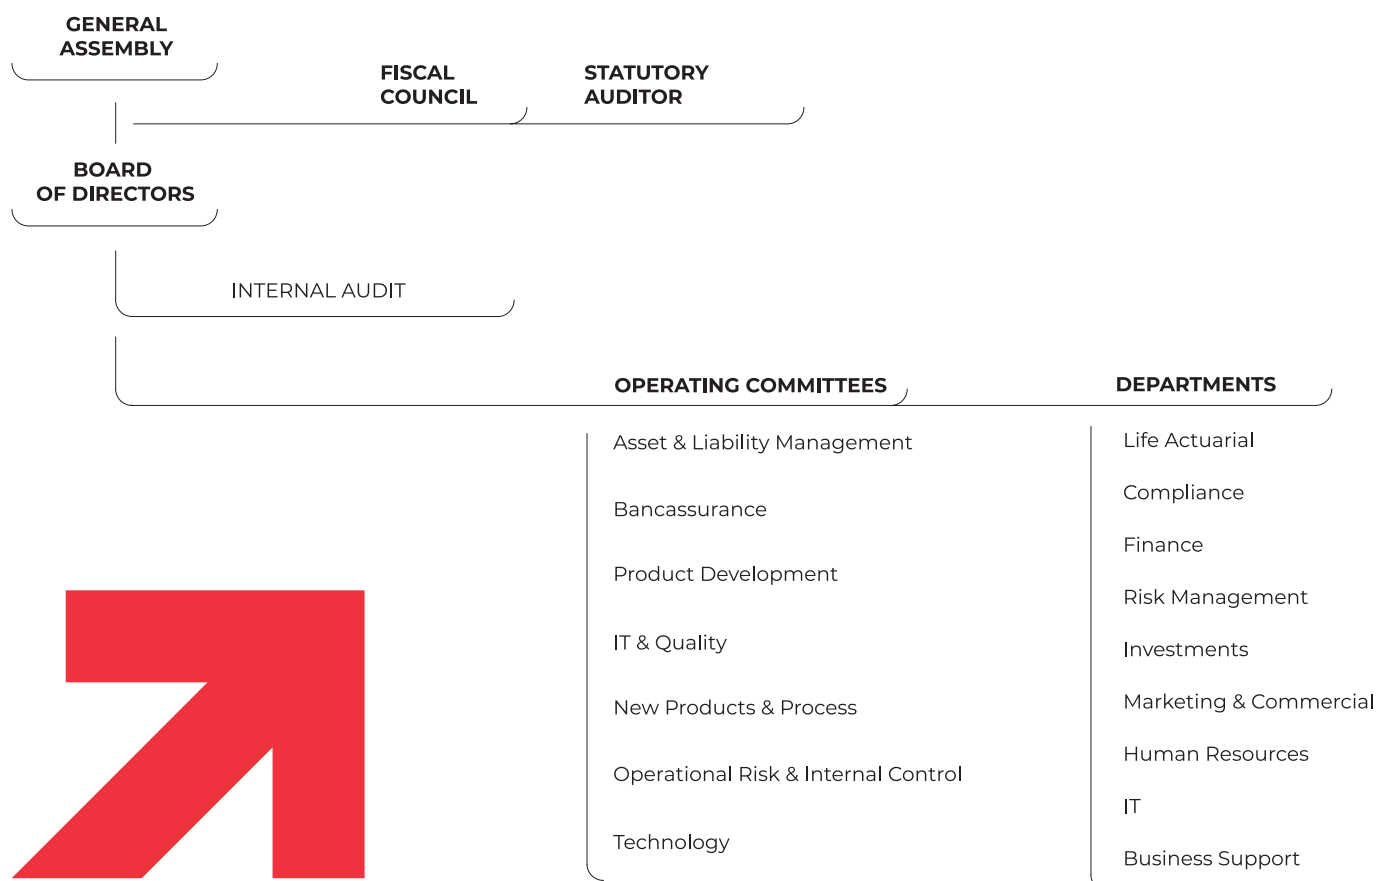 GENERAL
ASSEMBLY
FISCAL
COUNCIL
STATUTORY
AUDITOR
BOARD
OF DIRECTORS
INTERNAL AUDIT
OPERATING COMMITTEES
Asset & Liability Management
Bancassurance
Product Development
IT & Quality
New Products & Process
Operational Risk & Internal Control
Technology
DEPARTMENTS
Life Actuarial
Compliance
Finance
Risk Management
Investments
Marketing & Commercial
Human Resources
IT
Business Support